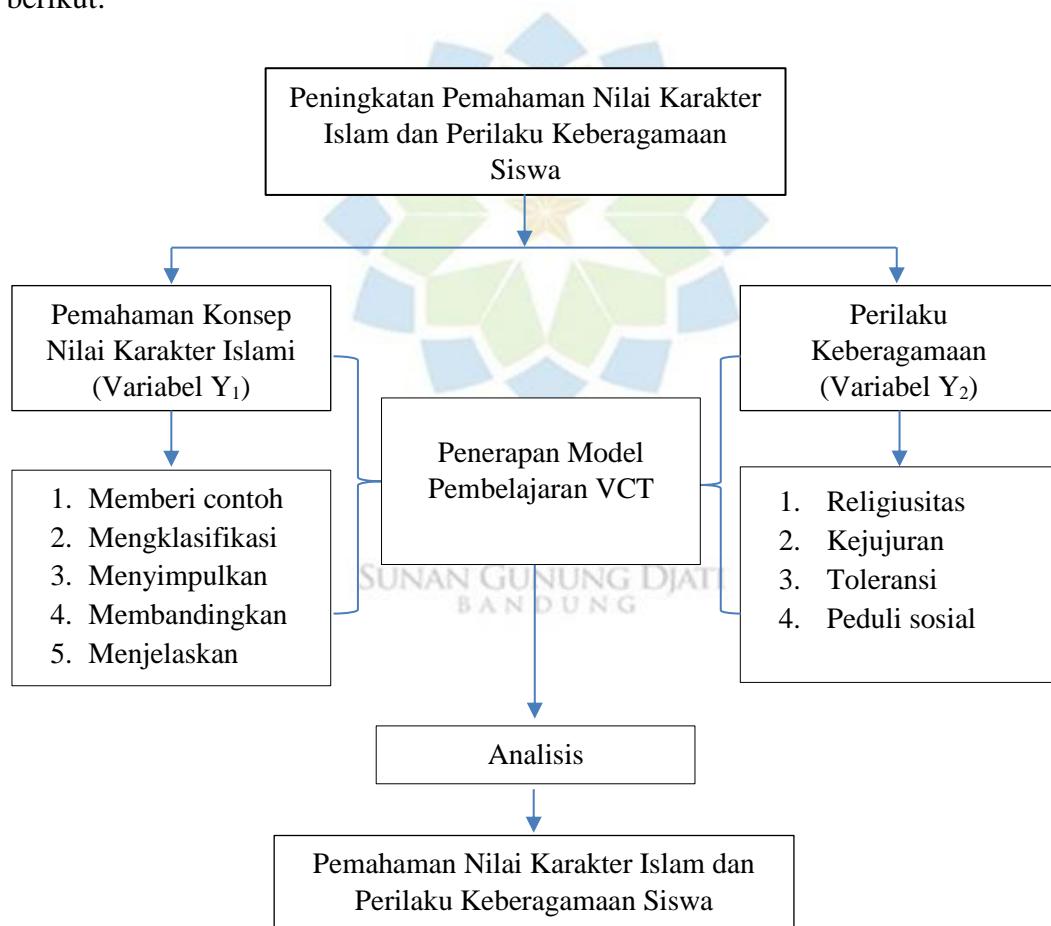 berikut:
Peningkatan Pemahaman Nilai Karakter
Islam dan Perilaku Keberagamaan
Siswa
Pemahaman Konsep
Nilai Karakter Islami
(Variabel Y₁)
Perilaku
Keberagamaan
(Variabel Y₂)
Penerapan Model
Pembelajaran VCT
1. Memberi contoh
2. Mengklasifikasi
3. Menyimpulkan
4. Membandingkan
5. Menjelaskan
1. Religiusitas
2. Kejujuran
3. Toleransi
4. Peduli sosial
SUNAN GUNUNG DJATI
BANDUNG
Analisis
Pemahaman Nilai Karakter Islam dan
Perilaku Keberagamaan Siswa